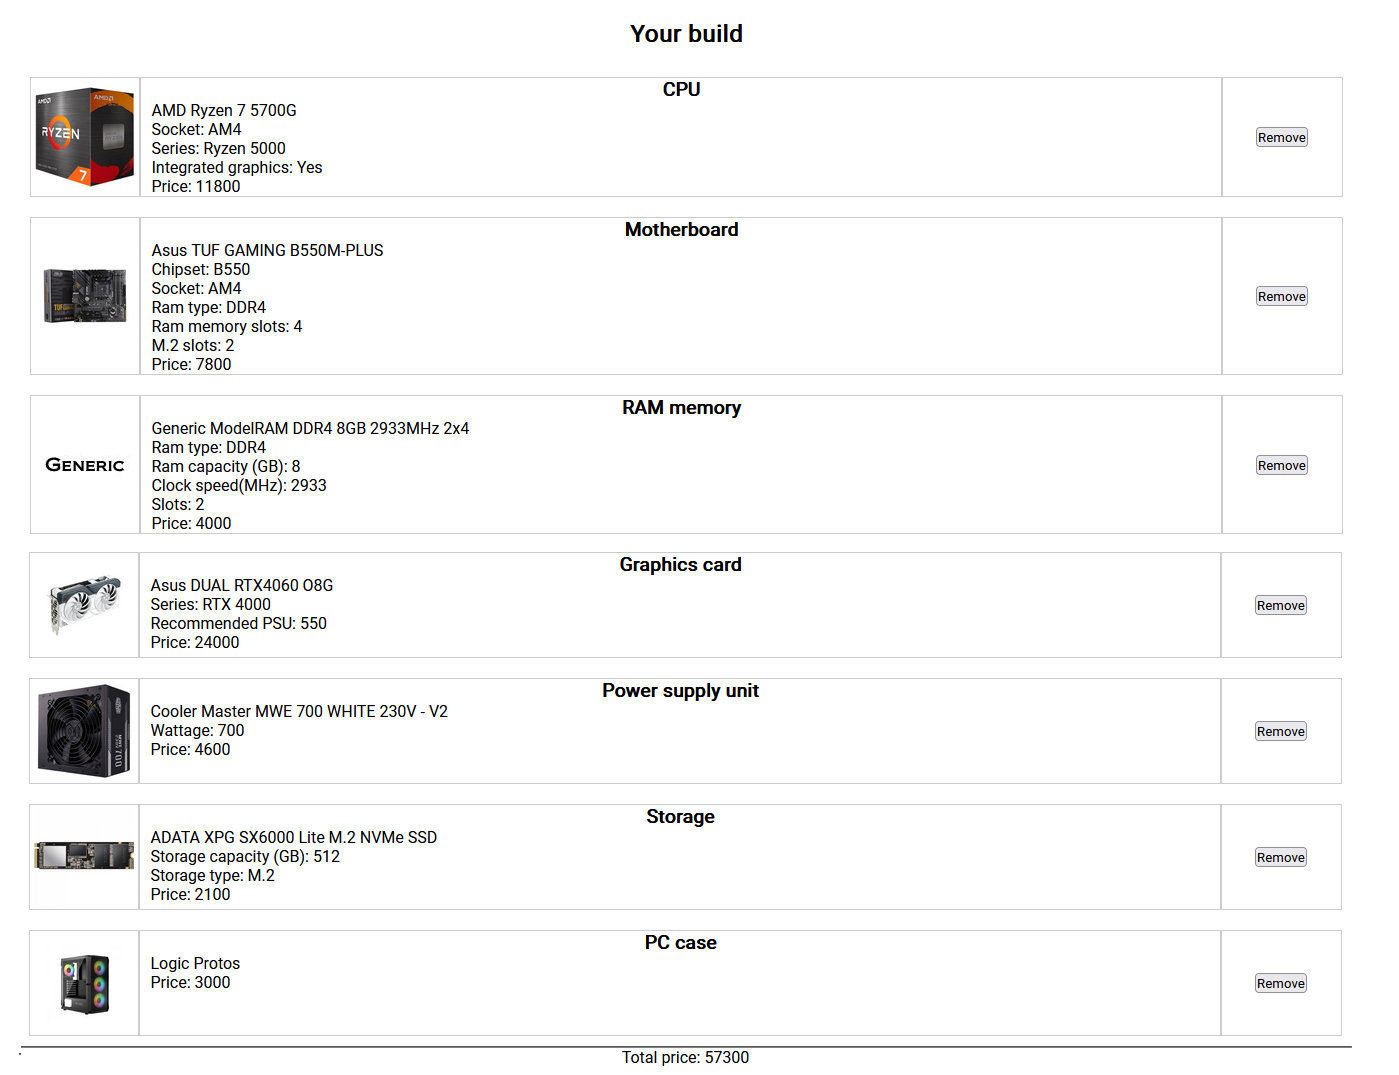 Your build
CPU
AMD
AMD
RYZEN
7
AMD Ryzen 7 5700G
Socket: AM4
Series: Ryzen 5000
Integrated graphics: Yes
Price: 11800
Remove
Motherboard
Asus TUF GAMING B550M-PLUS
Chipset: B550
Socket: AM4
Ram type: DDR4
Ram memory slots: 4
M.2 slots: 2
Price: 7800
Remove
RAM memory
GENERIC
Generic ModelRAM DDR4 8GB 2933MHz 2x4
Ram type: DDR4
Ram capacity (GB): 8
Clock speed(MHz): 2933
Slots: 2
Price: 4000
Remove
Graphics card
Asus DUAL RTX4060 O8G
Series: RTX 4000
Recommended PSU: 550
Price: 24000
Remove
Power supply unit
MWE 700
Cooler Master MWE 700 WHITE 230V - V2
Wattage: 700
Price: 4600
Remove
Storage
ADATA XPG SX6000 Lite M.2 NVMe SSD
Storage capacity (GB): 512
Storage type: M.2
Price: 2100
Remove
PC case
Logic Protos
Price: 3000
Remove
Total price: 57300